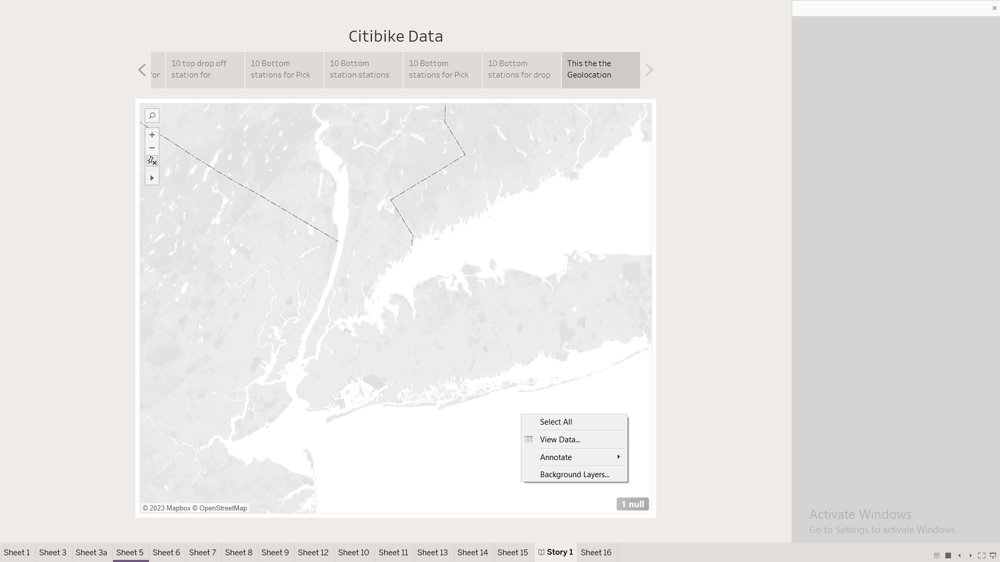 Citibike Data
for
10 top drop off
station for
10 Bottom
stations for Pick
10 Bottom
station stations
10 Bottom
stations for Pick
10 Bottom
stations for drop
This the the
Geolocation
Select All
View Data...
Annotate
Background Layers...
© 2023 Mapbox © OpenStreetMap
1 null
Activate Windows
Go to Settings to activate Windows.
Sheet 1
Sheet 3
Sheet 3a
Sheet 5
Sheet 6
Sheet 7
Sheet 8
Sheet 9
Sheet 12
Sheet 10
Sheet 11
Sheet 13
Sheet 14
Sheet 15
Story 1
Sheet 16